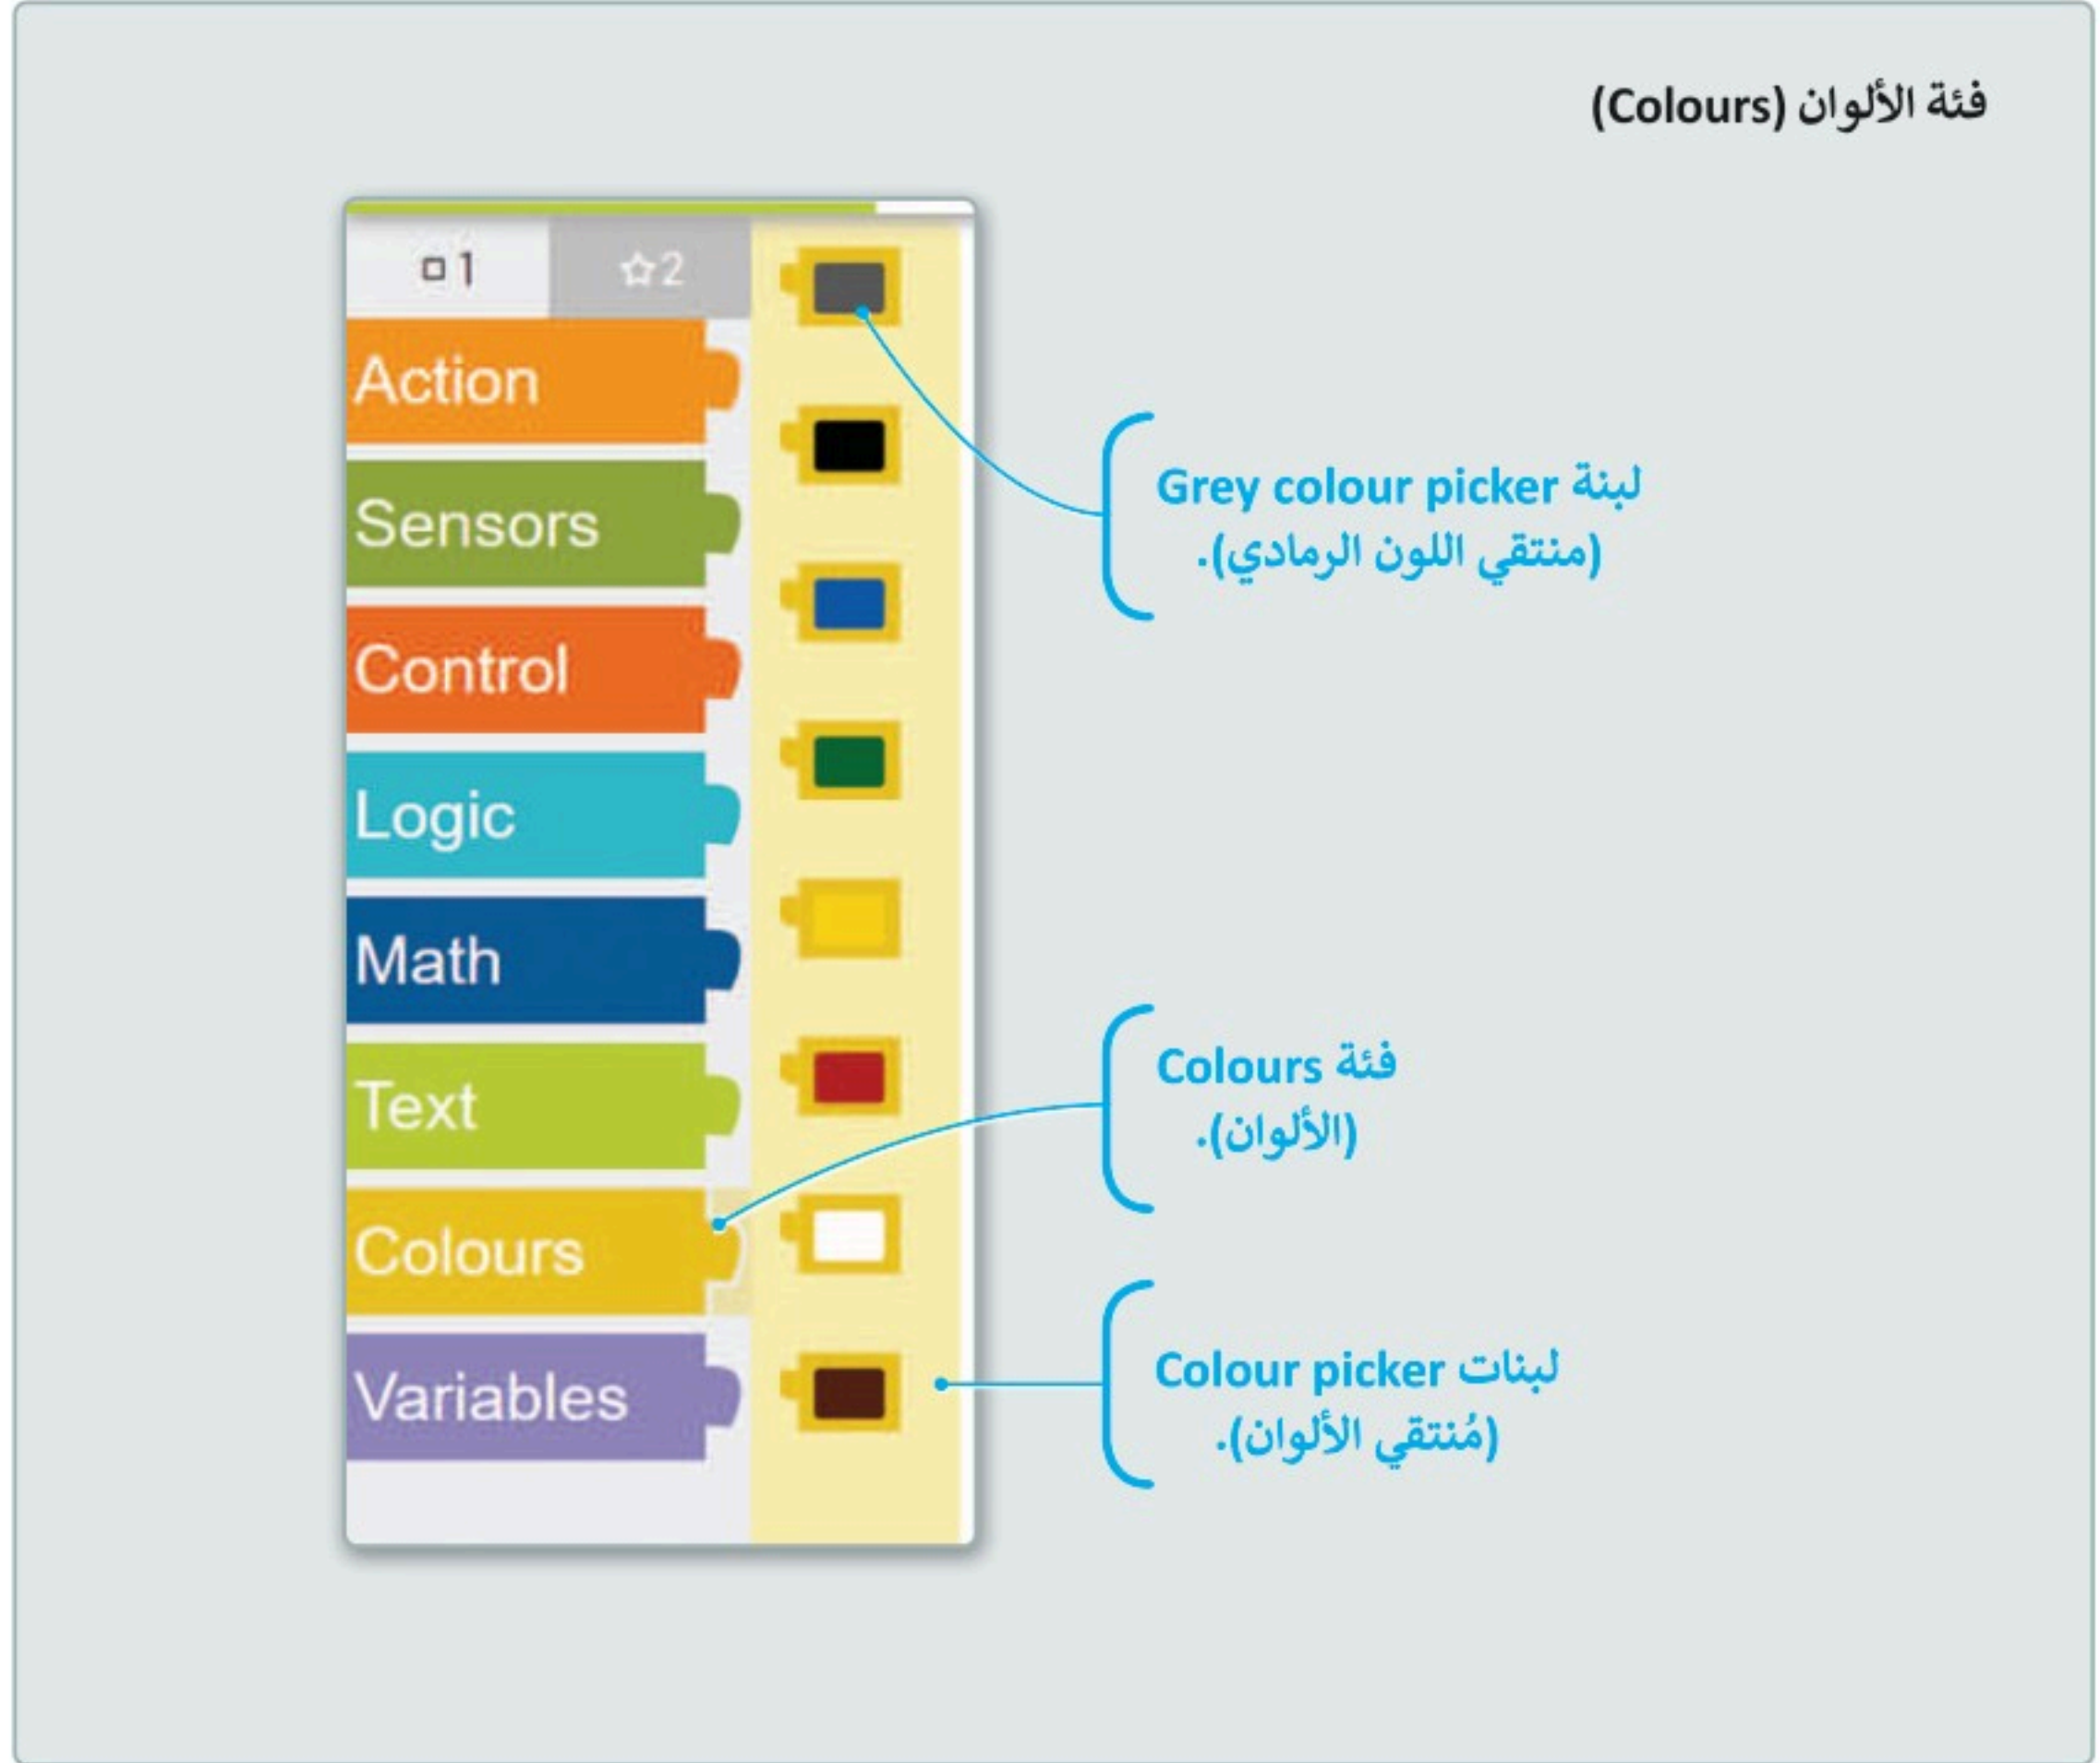 فئة الألوان (Colours)
1
2
Action
Sensors
Control
Logic
Math
Text
Colours
Variables
لبنة Grey colour picker
(منتقي اللون الرمادي).
فئة Colours
(الألوان).
لبنات Colour picker
(مُنتقي الألوان).